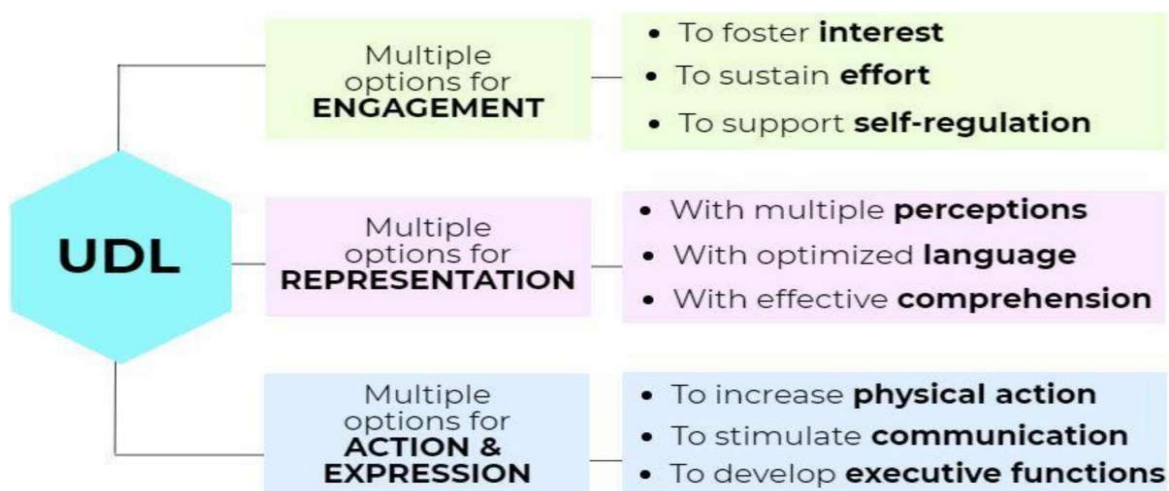 UDL
Multiple
options for
ENGAGEMENT
• To foster interest
• To sustain effort
• To support self-regulation
Multiple
options for
REPRESENTATION
• With multiple perceptions
• With optimized language
• With effective comprehension
Multiple
options for
ACTION &
EXPRESSION
• To increase physical action
• To stimulate communication
• To develop executive functions